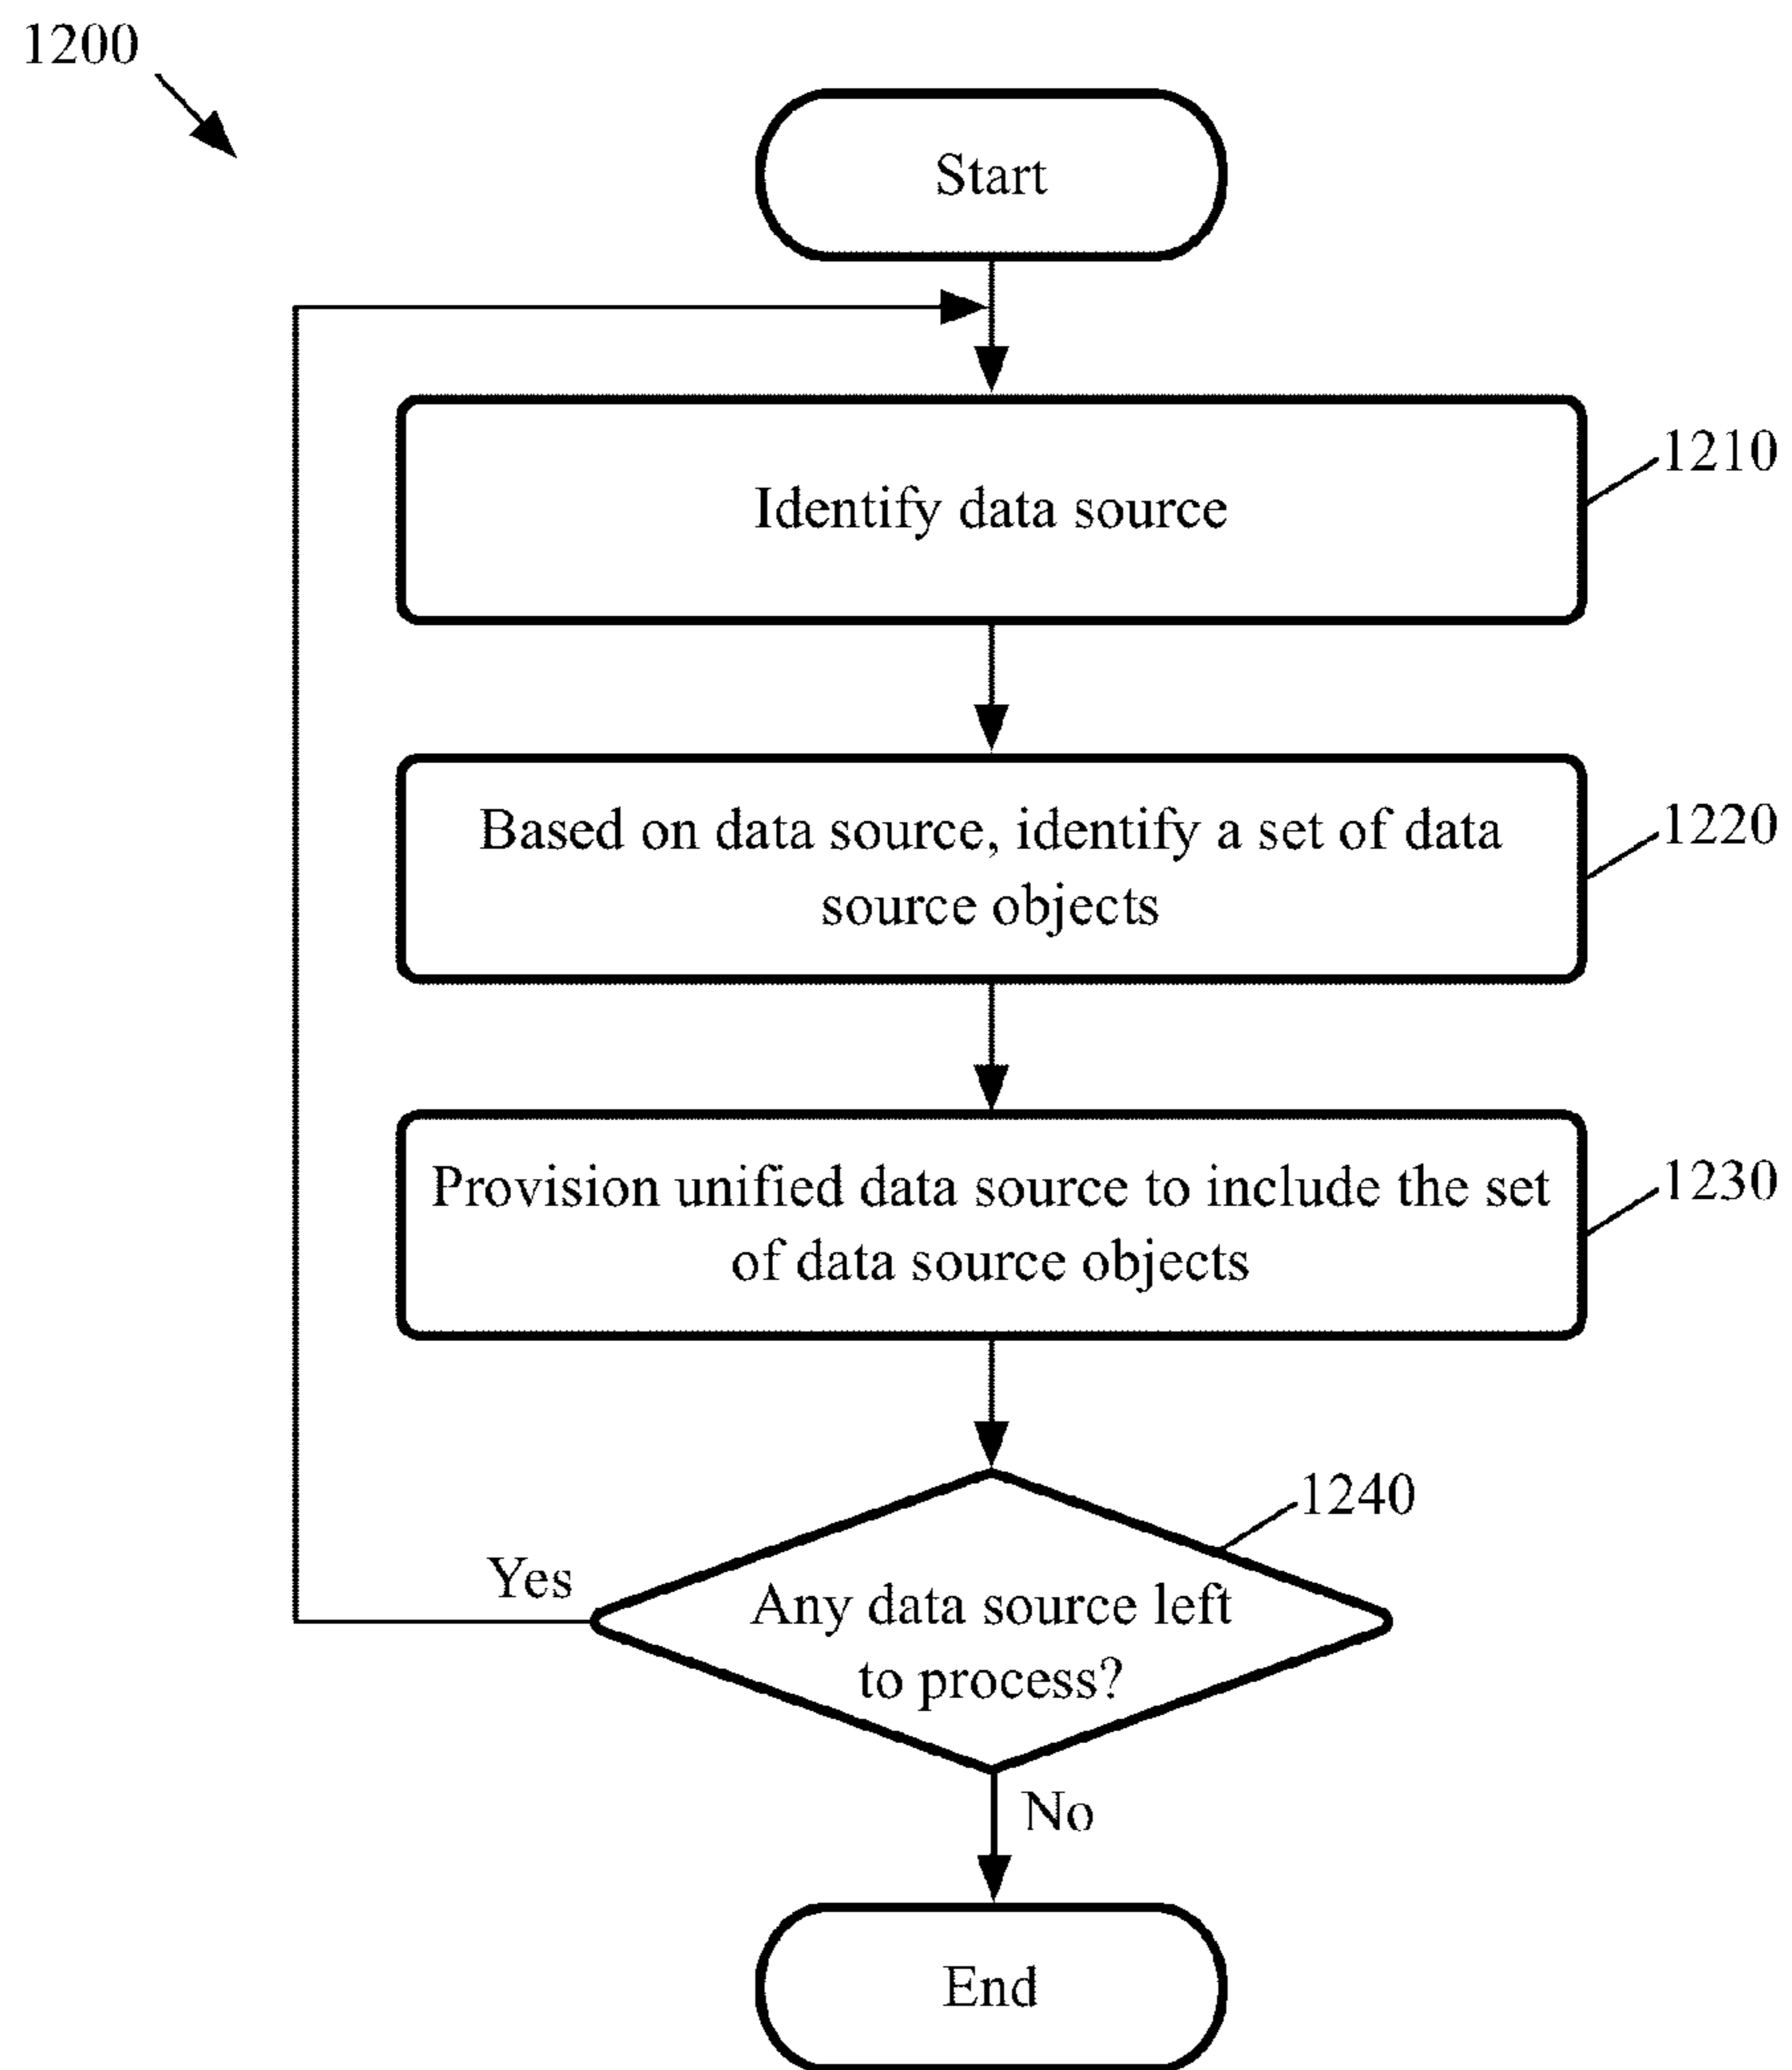 1200
Start
Identify data source
1210
Based on data source, identify a set of data
source objects
1220
Provision unified data source to include the set
of data source objects
1230
1240
Any data source left
to process?
Yes
No
End